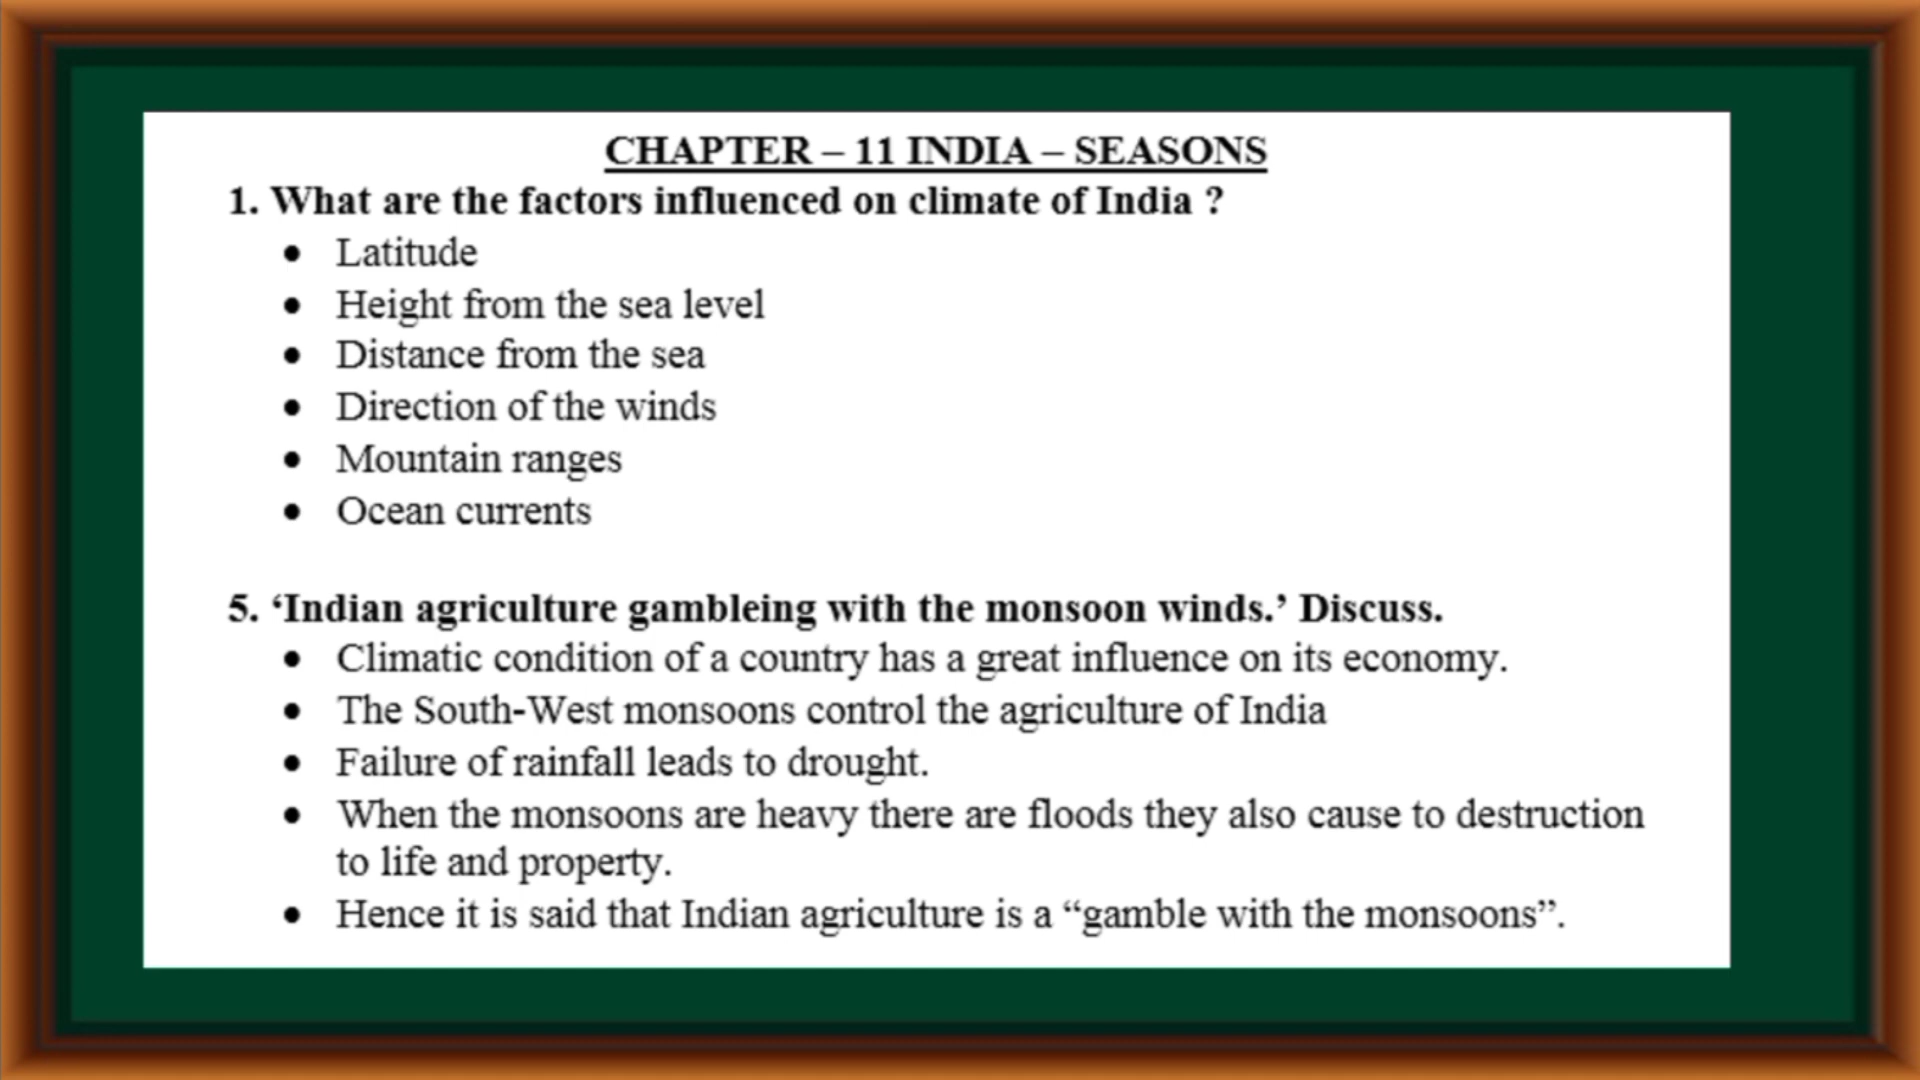 CHAPTER – 11 INDIA – SEASONS
1. What are the factors influenced on climate of India ?
● Latitude
● Height from the sea level
● Distance from the sea
● Direction of the winds
● Mountain ranges
● Ocean currents
5. ‘Indian agriculture gambleing with the monsoon winds.’ Discuss.
● Climatic condition of a country has a great influence on its economy.
● The South-West monsoons control the agriculture of India
● Failure of rainfall leads to drought.
● When the monsoons are heavy there are floods they also cause to destruction
to life and property.
● Hence it is said that Indian agriculture is a “gamble with the monsoons”.